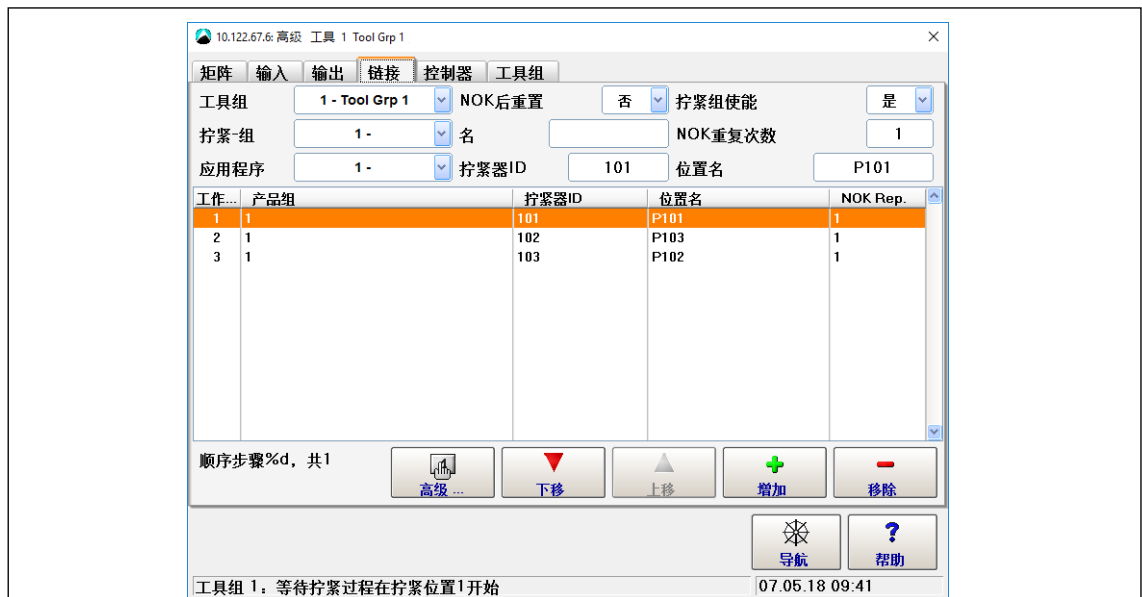 10.122.67.6: 高级 工具 1 Tool Grp 1
矩阵 输入 输出 链接 控制器 工具组
工具组 1 - Tool Grp 1 NOK后重置 否 拧紧组使能 是
拧紧-组 1 - 名 NOK重复次数 1
应用程序 1 - 拧紧器ID 101 位置名 P101
工作... 产品组 拧紧器ID 位置名 NOK Rep.
1 1 101 P101 1
2 1 102 P103 1
3 1 103 P102 1
顺序步骤%d，共1 高级 ... 下移 上移 增加 移除
导航 帮助
工具组 1：等待拧紧过程在拧紧位置1开始 07.05.18 09:41